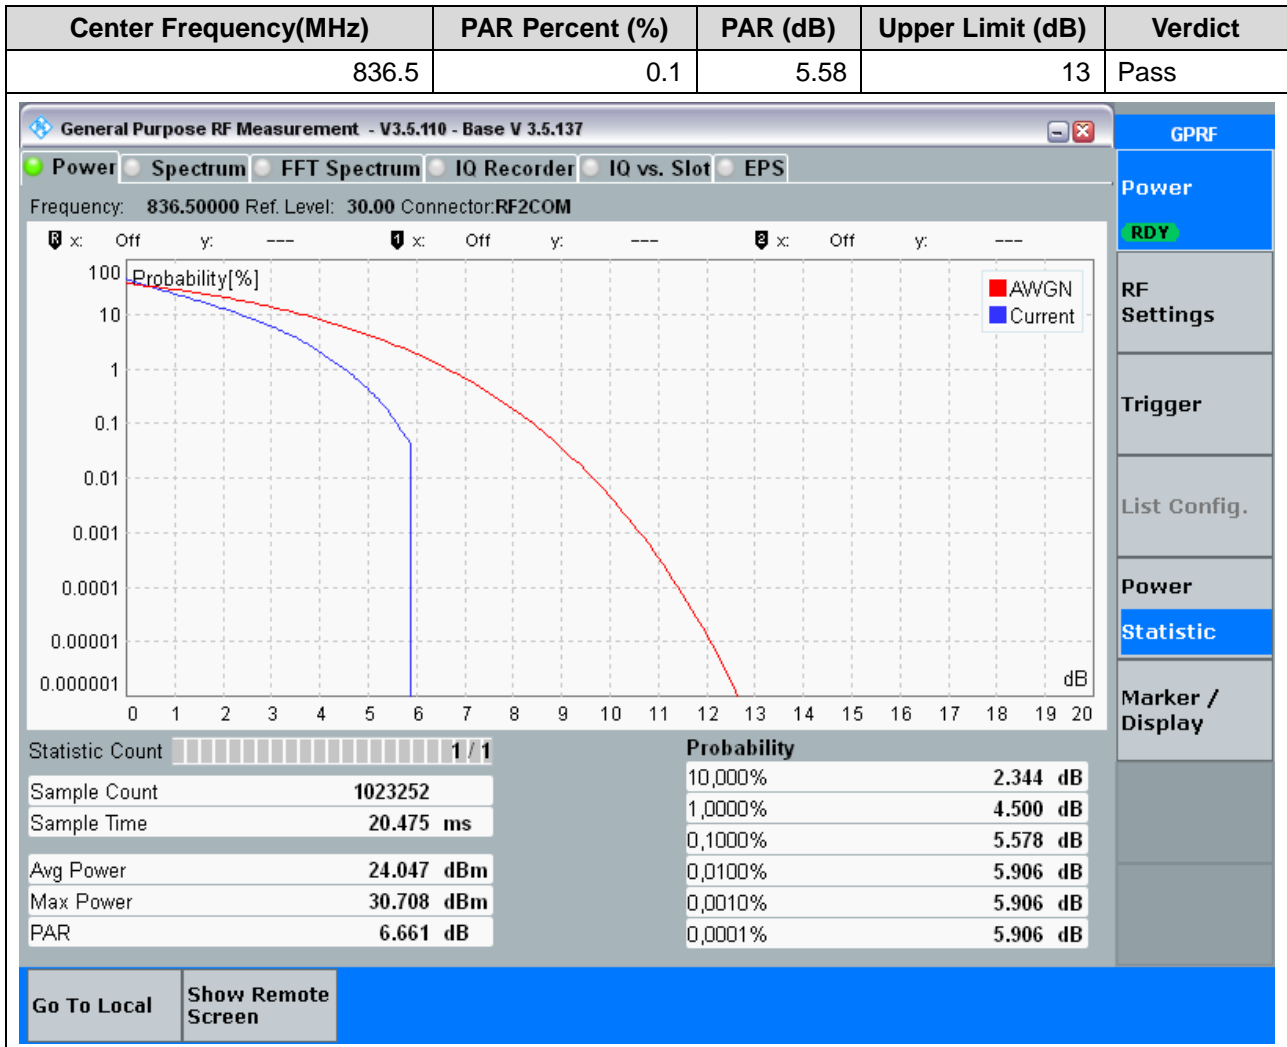 Center Frequency(MHz) PAR Percent (%) PAR (dB) Upper Limit (dB) Verdict
836.5 0.1 5.58 13 Pass
General Purpose RF Measurement - V3.5.110 - Base V 3.5.137
Power Spectrum FFT Spectrum IQ Recorder IQ vs. Slot EPS
Frequency: 836.50000 Ref. Level: 30.00 Connector:RF2COM
R x: Off y: --- 1 x: Off y: --- 2 x: Off y: ---
Probability[%]
100
10
1
0.1
0.01
0.001
0.0001
0.00001
0.000001
AWGN
Current
dB
0 1 2 3 4 5 6 7 8 9 10 11 12 13 14 15 16 17 18 19 20
Statistic Count 1 / 1
Sample Count 1023252
Sample Time 20.475 ms
Avg Power 24.047 dBm
Max Power 30.708 dBm
PAR 6.661 dB
Probability
10,000% 2.344 dB
1,0000% 4.500 dB
0,1000% 5.578 dB
0,0100% 5.906 dB
0,0010% 5.906 dB
0,0001% 5.906 dB
GPRF
Power
RDY
RF
Settings
Trigger
List Config.
Power
Statistic
Marker /
Display
Go To Local
Show Remote
Screen